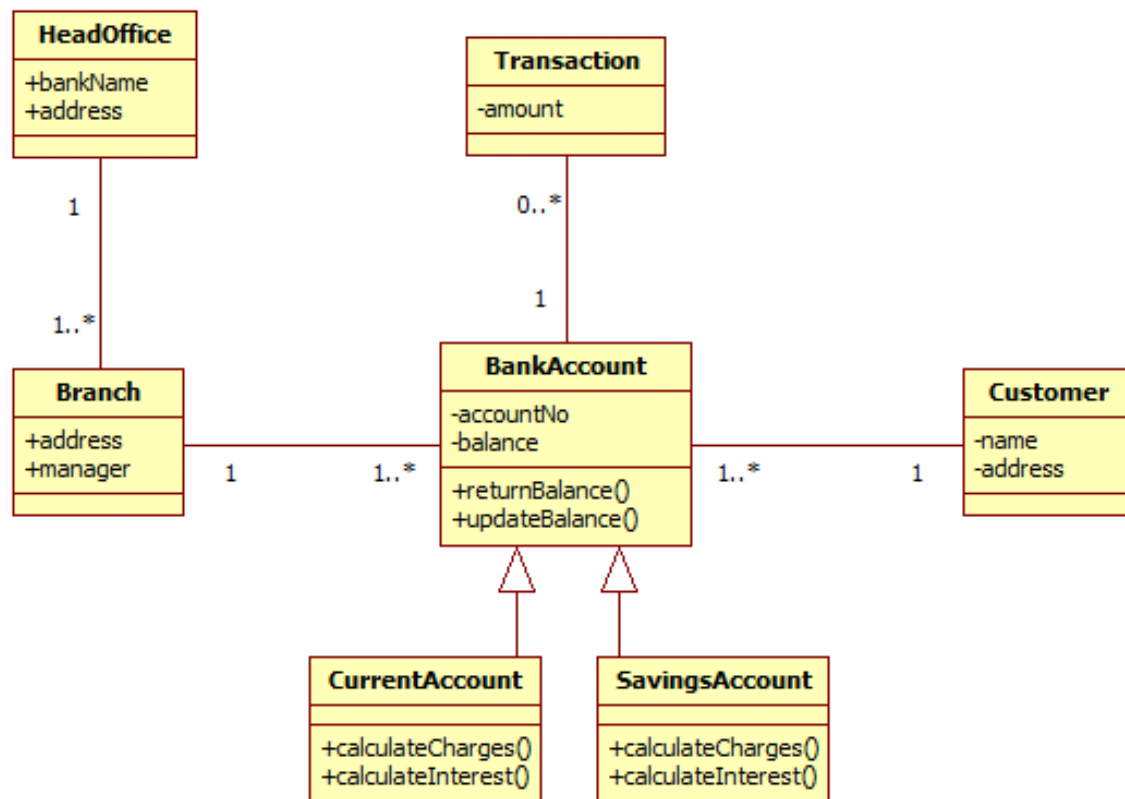 HeadOffice
+bankName
+address
Transaction
-amount
1
0..*
1
1..*
Branch
+address
+manager
BankAccount
-accountNo
-balance
+returnBalance()
+updateBalance()
Customer
-name
-address
1
1..*
1..*
1
CurrentAccount
+calculateCharges()
+calculateInterest()
SavingsAccount
+calculateCharges()
+calculateInterest()